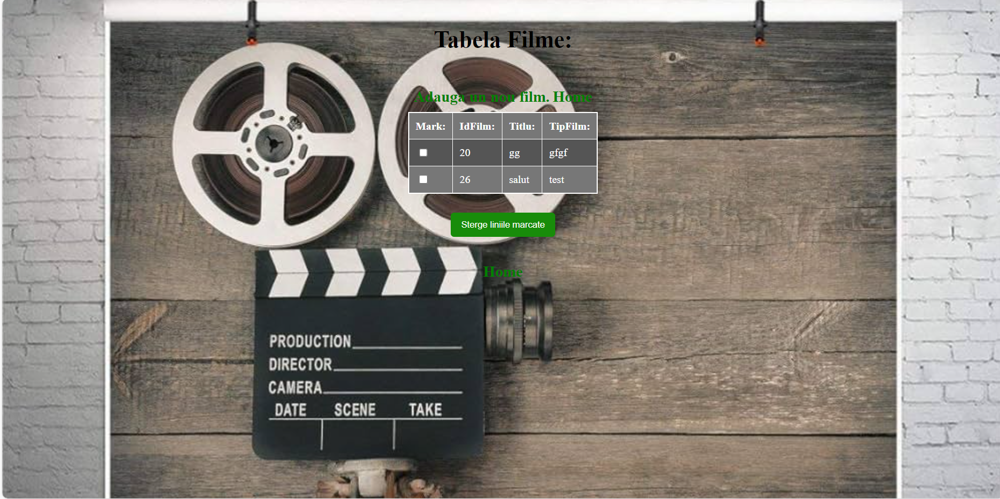 Tabela Filme:
Adauga un nou film. Home
Mark: IdFilm: Titlu: TipFilm:
20 gg gfgf
26 salut test
Sterge liniile marcate
Home
PRODUCTION
DIRECTOR
CAMERA
DATE SCENE TAKE